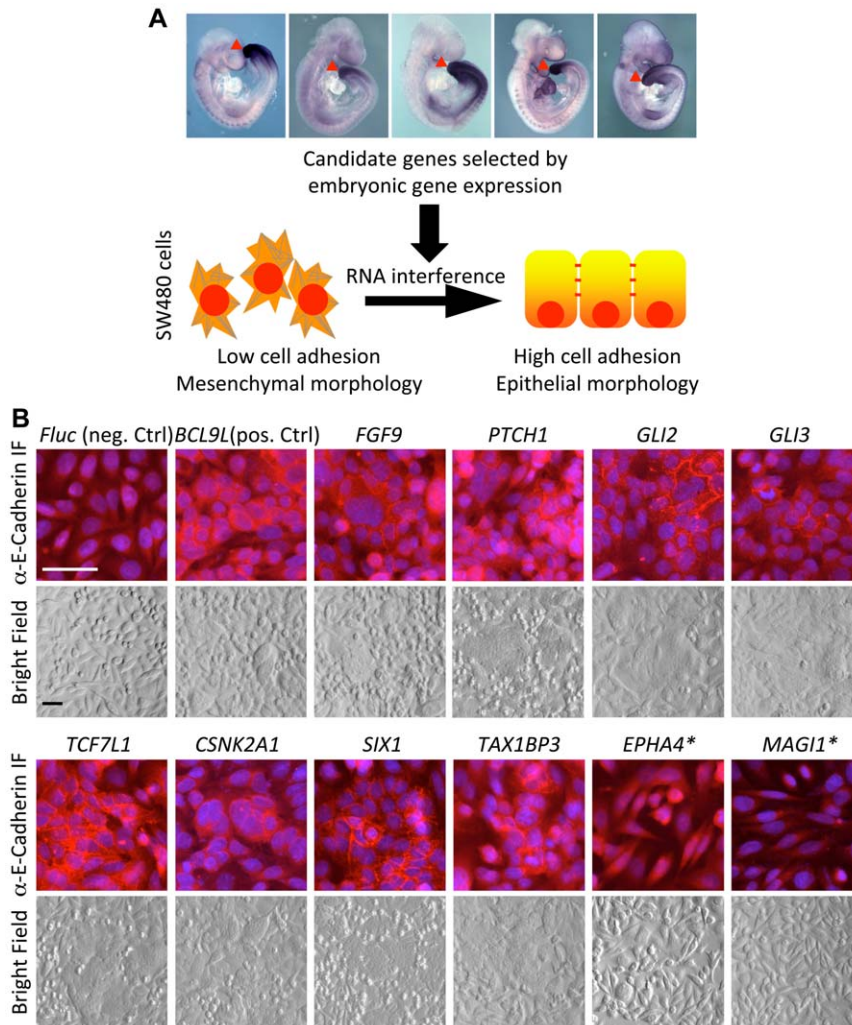 A
Candidate genes selected by
embryonic gene expression
SW480 cells
RNA interference
Low cell adhesion
Mesenchymal morphology
High cell adhesion
Epithelial morphology
B
Fluc (neg. Ctrl) BCL9L(pos. Ctrl) FGF9 PTCH1 GLI2 GLI3
α-E-Cadherin IF
Bright Field
TCF7L1 CSNK2A1 SIX1 TAX1BP3 EPHA4* MAGI1*
α-E-Cadherin IF
Bright Field